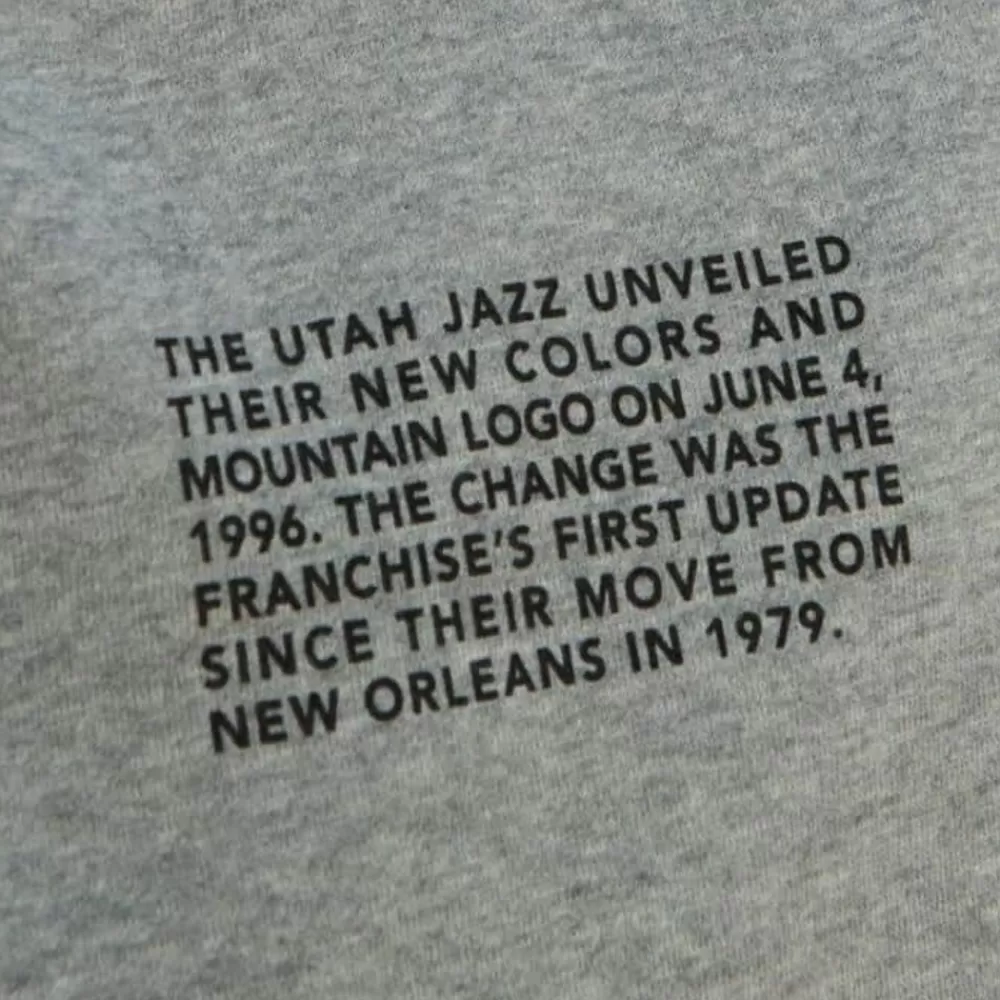 THE UTAH JAZZ UNVEILED
THEIR NEW COLORS AND
MOUNTAIN LOGO ON JUNE 4,
1996. THE CHANGE WAS THE
FRANCHISE'S FIRST UPDATE
SINCE THEIR MOVE FROM
NEW ORLEANS IN 1979.